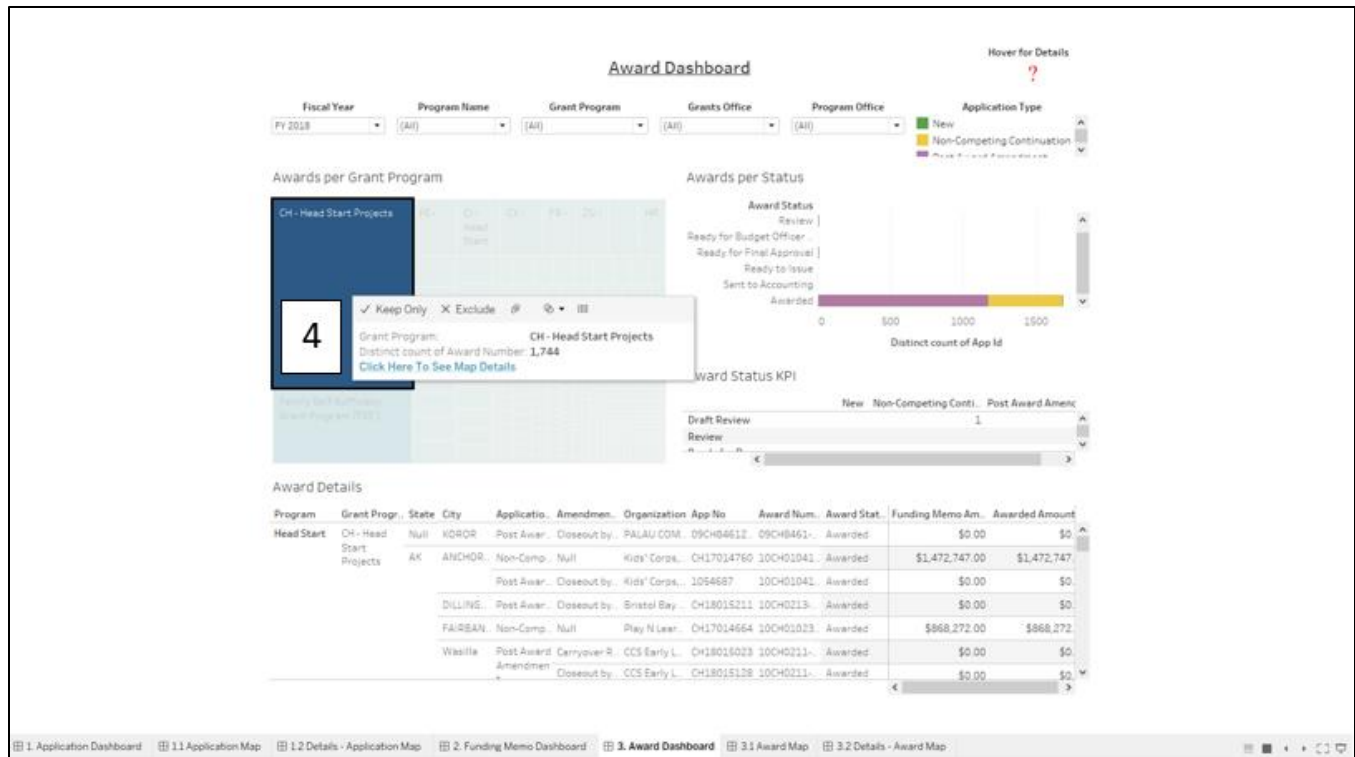 Hover for Details
?
Award Dashboard
Fiscal Year Program Name Grant Program Grants Office Program Office Application Type
FY 2018 (All) (All) (All) (All)
New
Non-Competing Continuation
Post Award Amendment
Awards per Grant Program
Awards per Status
CH - Head Start Projects
CH - Head Start
Award Status
Review
Ready for Budget Officer ..
Ready for Final Approval
Ready to Issue
Sent to Accounting
Awarded
0 500 1000 1500
Distinct count of App Id
4
Keep Only Exclude
Grant Program: CH - Head Start Projects
Distinct count of Award Number: 1,744
Click Here To See Map Details
Family Self Sufficiency
ward Status KPI
New Non-Competing Conti.. Post Award Amenc
Draft Review 1
Review
Award Details
Program Grant Progr.. State City Applicatio.. Amendmen.. Organization App No Award Num.. Award Stat.. Funding Memo Am.. Awarded Amount
Head Start CH - Head Start Projects Null KOROR Post Awar.. Closeout by.. PALAU COM.. 09CH84612.. 09CH8461-.. Awarded $0.00 $0.
AK ANCHOR.. Non-Comp.. Null Kids' Corps,.. CH17014760 10CH01041.. Awarded $1,472,747.00 $1,472,747.
Post Awar.. Closeout by.. Kids' Corps,.. 1054687 10CH01041.. Awarded $0.00 $0.
DILLING.. Post Awar.. Closeout by.. Bristol Bay .. CH18015211 10CH0213-.. Awarded $0.00 $0.
FAIRBAN.. Non-Comp.. Null Play N Lear.. CH17014664 10CH01023.. Awarded $868,272.00 $868,272.
Wasilla Post Award Amendmen Carryover R.. CCS Early L.. CH18015023 10CH0211-.. Awarded $0.00 $0.
Closeout by.. CCS Early L.. CH18015128 10CH0211-.. Awarded $0.00 $0.
1. Application Dashboard 1.1 Application Map 1.2 Details - Application Map 2. Funding Memo Dashboard 3. Award Dashboard 3.1 Award Map 3.2 Details - Award Map